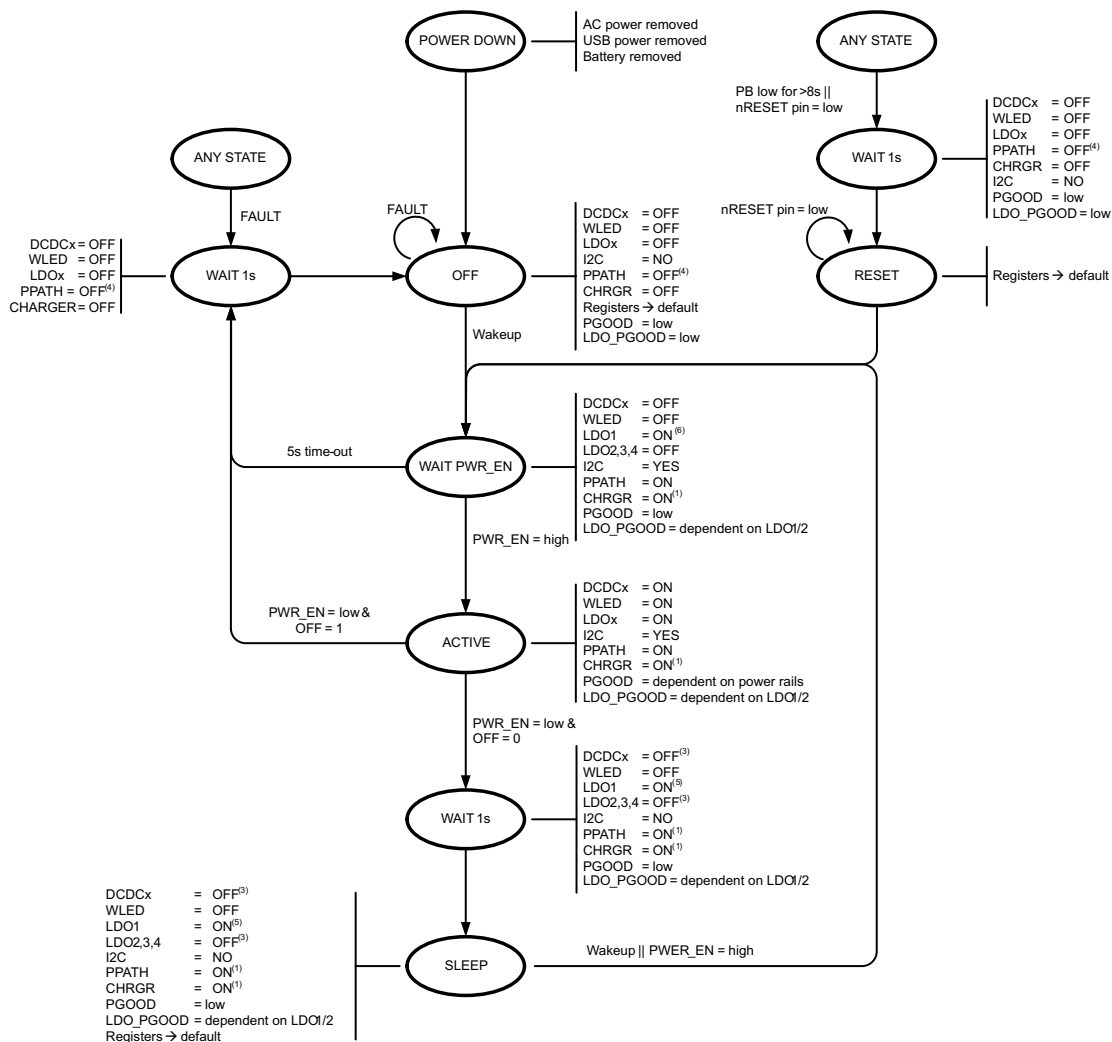 POWER DOWN
AC power removed
USB power removed
Battery removed
ANY STATE
PB low for >8s ||
nRESET pin = low
WAIT 1s
DCDCx = OFF
WLED = OFF
LDOx = OFF
PPATH = OFF(4)
CHRGR = OFF
I2C = NO
PGOOD = low
LDO_PGOOD = low
nRESET pin = low
RESET
Registers → default
ANY STATE
FAULT
DCDCx = OFF
WLED = OFF
LDOx = OFF
PPATH = OFF(4)
CHARGER = OFF
WAIT 1s
FAULT
OFF
DCDCx = OFF
WLED = OFF
LDOx = OFF
I2C = NO
PPATH = OFF(4)
CHRGR = OFF
Registers → default
PGOOD = low
LDO_PGOOD = low
Wakeup
5s time-out
WAIT PWR_EN
DCDCx = OFF
WLED = OFF
LDO1 = ON(6)
LDO2,3,4 = OFF
I2C = YES
PPATH = ON
CHRGR = ON(1)
PGOOD = low
LDO_PGOOD = dependent on LDO1/2
PWR_EN = high
PWR_EN = low &
OFF = 1
ACTIVE
DCDCx = ON
WLED = ON
LDOx = ON
I2C = YES
PPATH = ON
CHRGR = ON(1)
PGOOD = dependent on power rails
LDO_PGOOD = dependent on LDO1/2
PWR_EN = low &
OFF = 0
WAIT 1s
DCDCx = OFF(3)
WLED = OFF
LDO1 = ON(5)
LDO2,3,4 = OFF(3)
I2C = NO
PPATH = ON(1)
CHRGR = ON(1)
PGOOD = low
LDO_PGOOD = dependent on LDO1/2
DCDCx = OFF(3)
WLED = OFF
LDO1 = ON(5)
LDO2,3,4 = OFF(3)
I2C = NO
PPATH = ON(1)
CHRGR = ON(1)
PGOOD = low
LDO_PGOOD = dependent on LDO1/2
Registers → default
SLEEP
Wakeup || PWER_EN = high